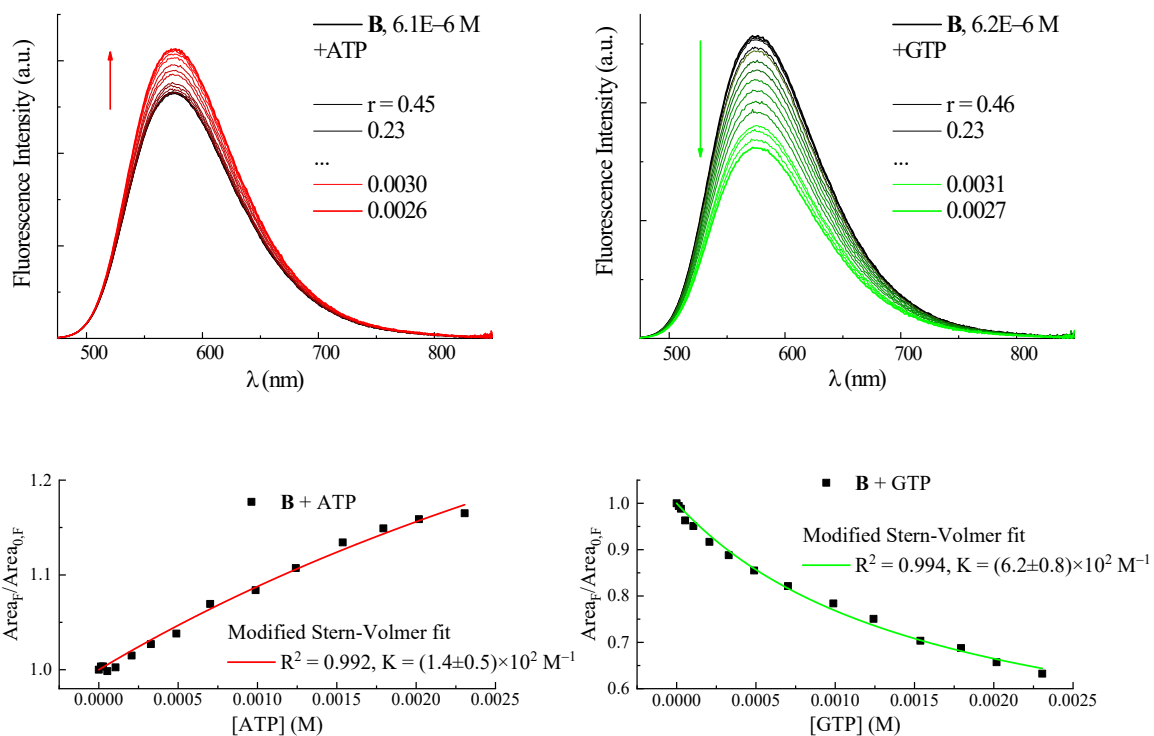 Fluorescence Intensity (a.u.)
B, 6.1E–6 M
+ATP
r = 0.45
0.23
...
0.0030
0.0026
500
600
700
800
λ (nm)
Fluorescence Intensity (a.u.)
B, 6.2E–6 M
+GTP
r = 0.46
0.23
...
0.0031
0.0027
500
600
700
800
λ (nm)
Area_F/Area_0,F
1.2
1.1
1.0
B + ATP
Modified Stern-Volmer fit
R² = 0.992, K = (1.4±0.5)×10² M⁻¹
0.0000
0.0005
0.0010
0.0015
0.0020
0.0025
[ATP] (M)
Area_F/Area_0,F
1.0
0.9
0.8
0.7
0.6
B + GTP
Modified Stern-Volmer fit
R² = 0.994, K = (6.2±0.8)×10² M⁻¹
0.0000
0.0005
0.0010
0.0015
0.0020
0.0025
[GTP] (M)